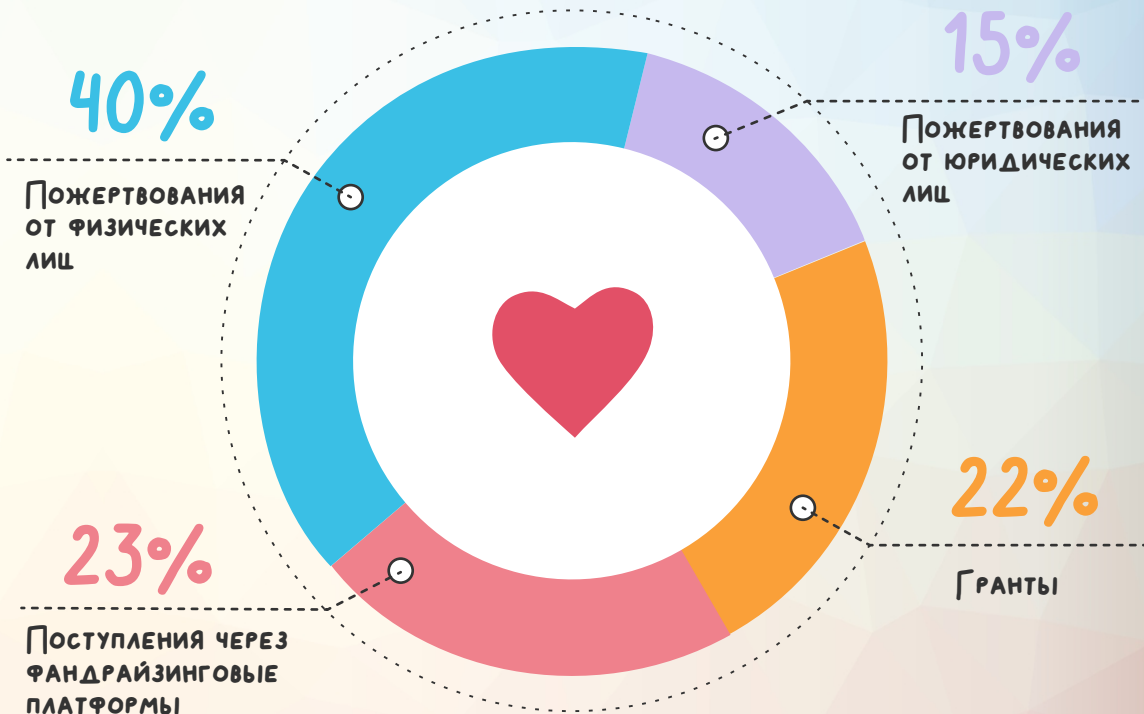 40%
Пожертвования
от физических
лиц
15%
Пожертвования
от юридических
лиц
23%
Поступления через
фандрайзинговые
платформы
22%
Гранты